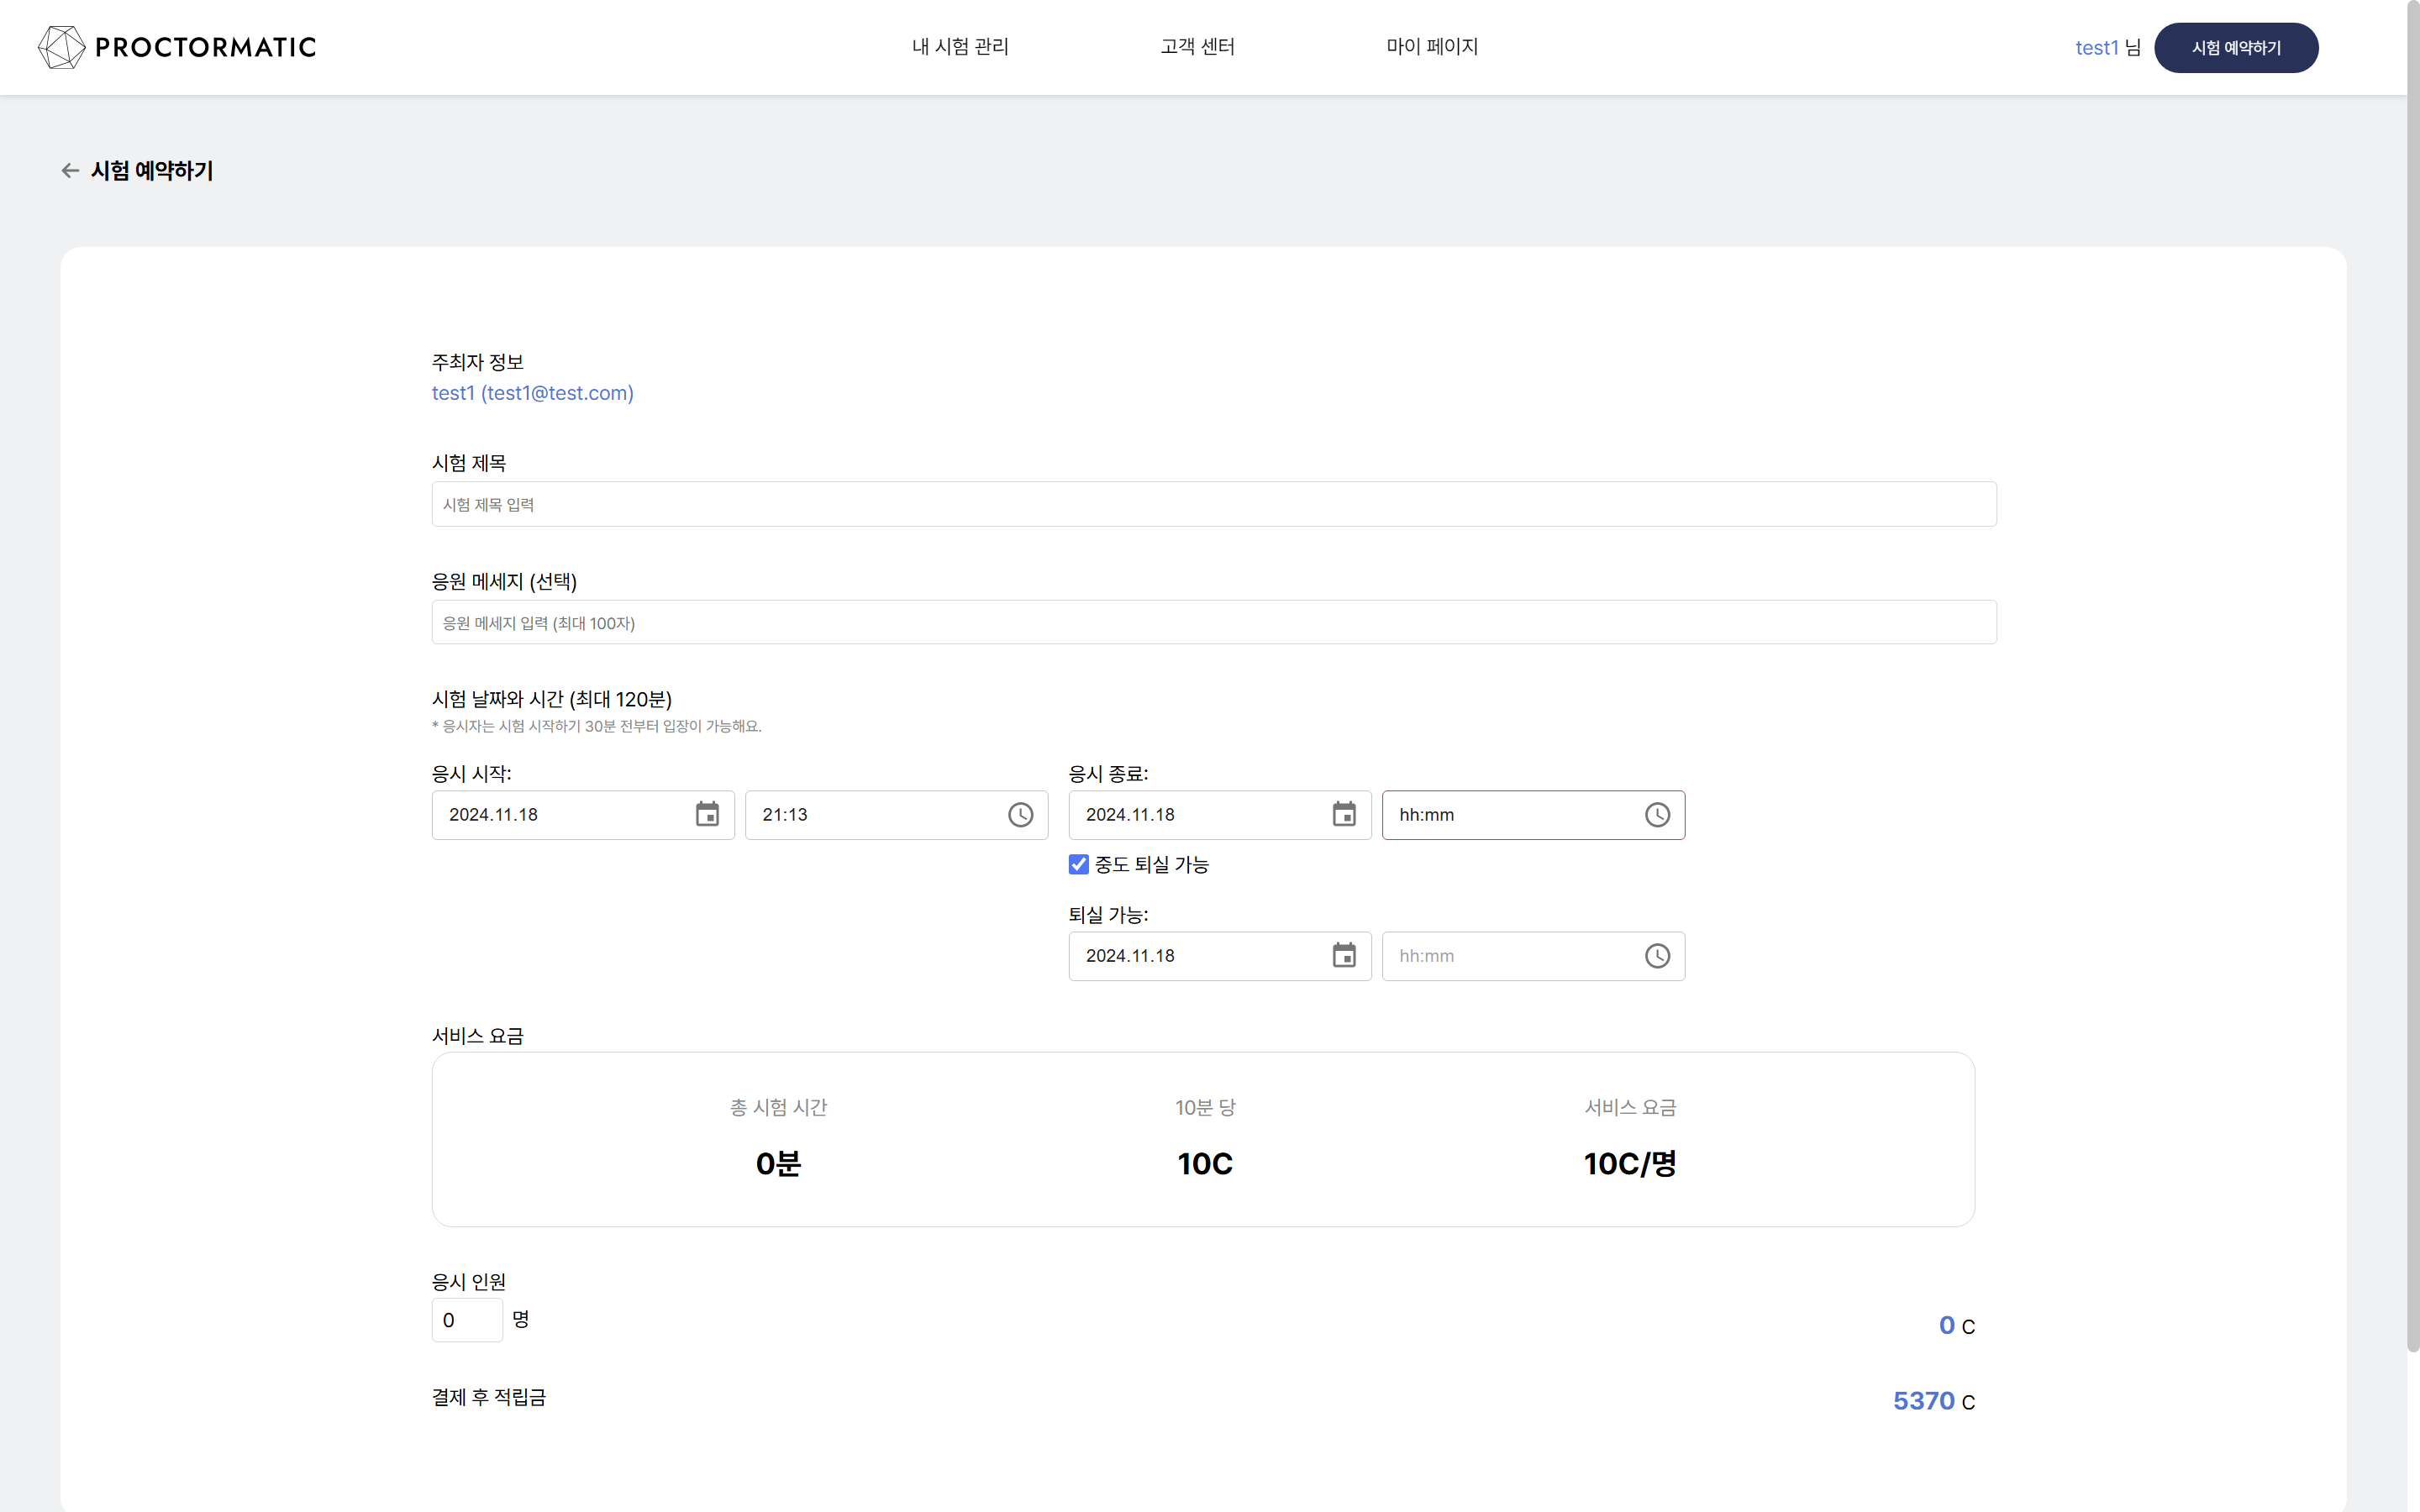 PROCTORMATIC
내 시험 관리
고객 센터
마이 페이지
test1 님
시험 예약하기
시험 예약하기
주최자 정보
test1 (test1@test.com)
시험 제목
시험 제목 입력
응원 메세지 (선택)
응원 메세지 입력 (최대 100자)
시험 날짜와 시간 (최대 120분)
* 응시자는 시험 시작하기 30분 전부터 입장이 가능해요.
응시 시작:
2024.11.18
21:13
응시 종료:
2024.11.18
hh:mm
중도 퇴실 가능
퇴실 가능:
2024.11.18
hh:mm
서비스 요금
총 시험 시간
0분
10분 당
10C
서비스 요금
10C/명
응시 인원
0 명
0 C
결제 후 적립금
5370 C